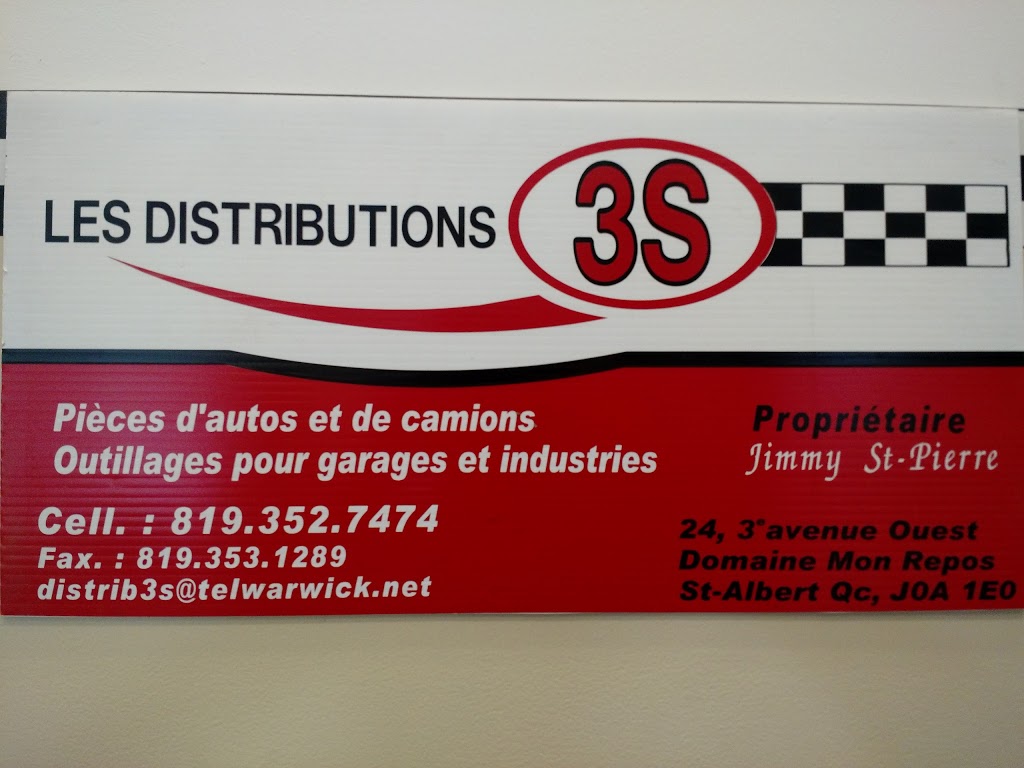 LES DISTRIBUTIONS 3S
Pièces d'autos et de camions
Outillages pour garages et industries
Propriétaire
Jimmy St-Pierre
Cell. : 819.352.7474
Fax. : 819.353.1289
distrib3s@telwarwick.net
24, 3e avenue Ouest
Domaine Mon Repos
St-Albert Qc, J0A 1E0